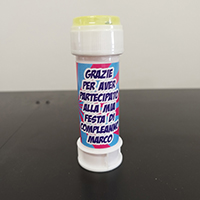 GRAZIE
PER AVER
PARTECIPATO
ALLA MIA
FESTA DI
COMPLEANNO
MARCO